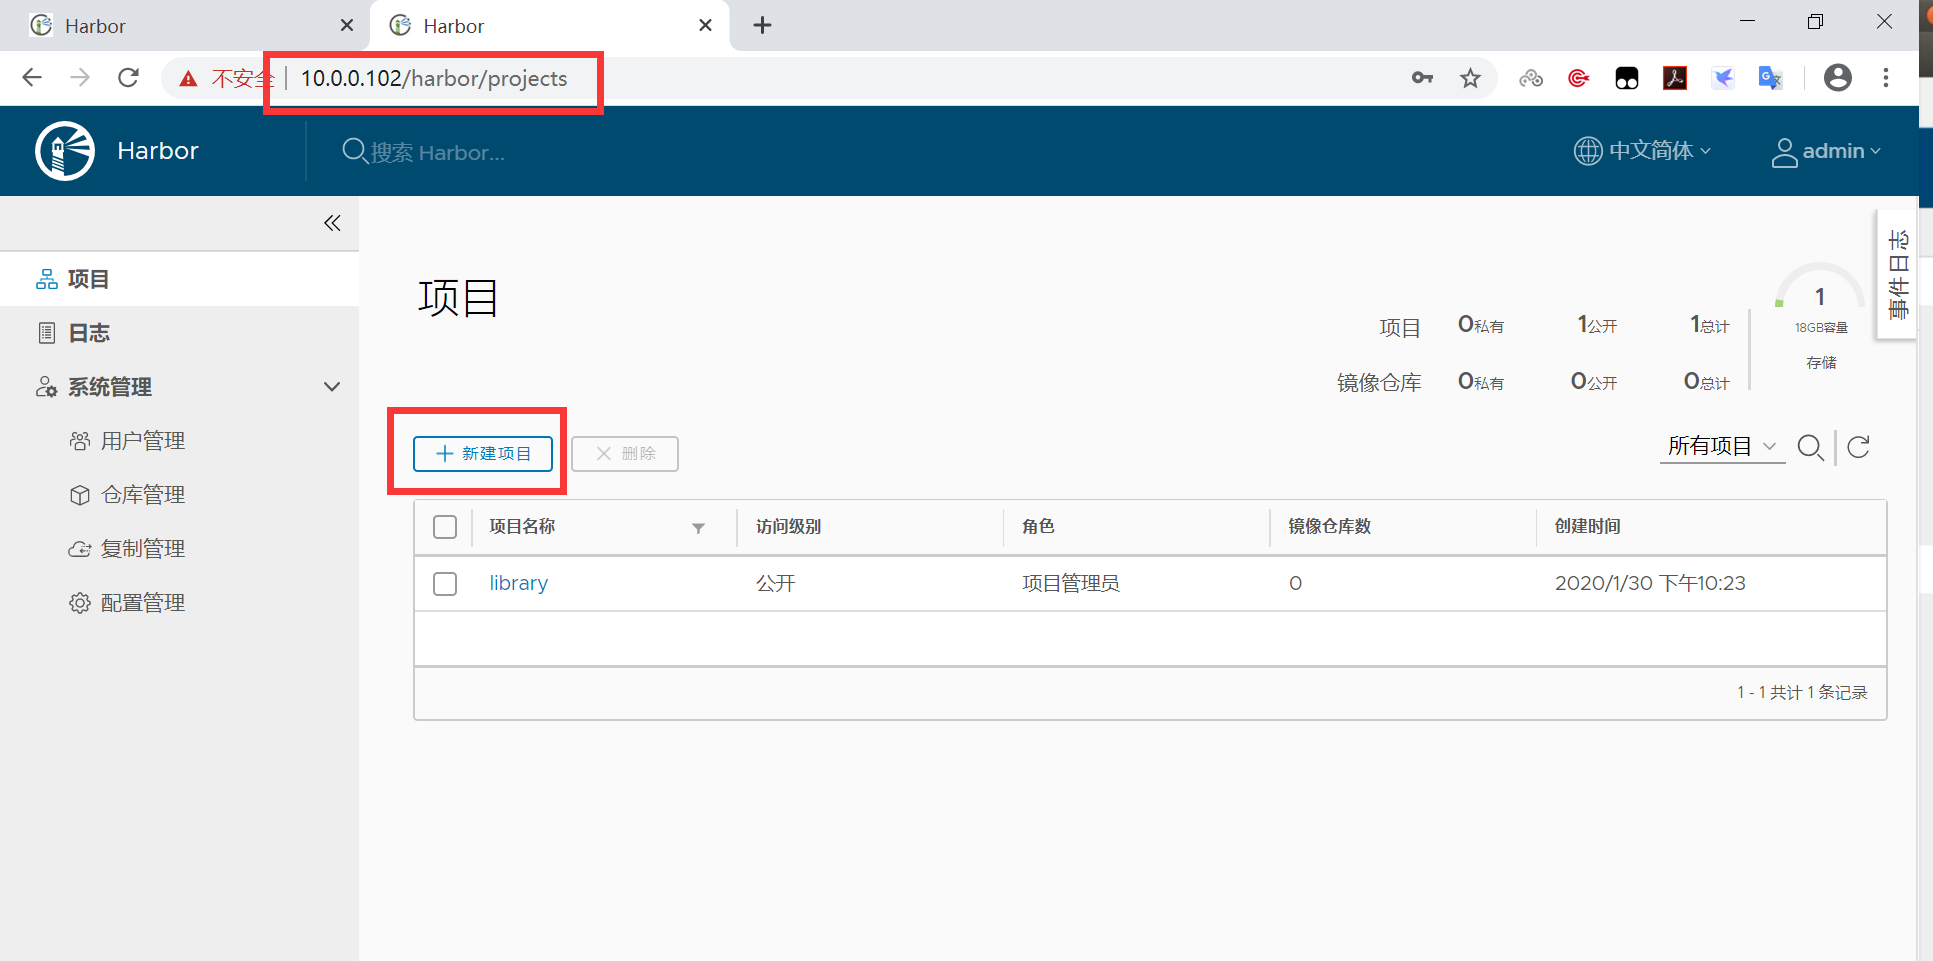 Harbor
Harbor
不安全 10.0.0.102/harbor/projects
Harbor
搜索 Harbor...
中文简体
admin
项目
日志
系统管理
用户管理
仓库管理
复制管理
配置管理
项目
项目 0私有 1公开 1总计
镜像仓库 0私有 0公开 0总计
1
18GB容量
存储
事件日志
新建项目
删除
所有项目
项目名称 访问级别 角色 镜像仓库数 创建时间
library 公开 项目管理员 0 2020/1/30 下午10:23
1 - 1 共计 1 条记录